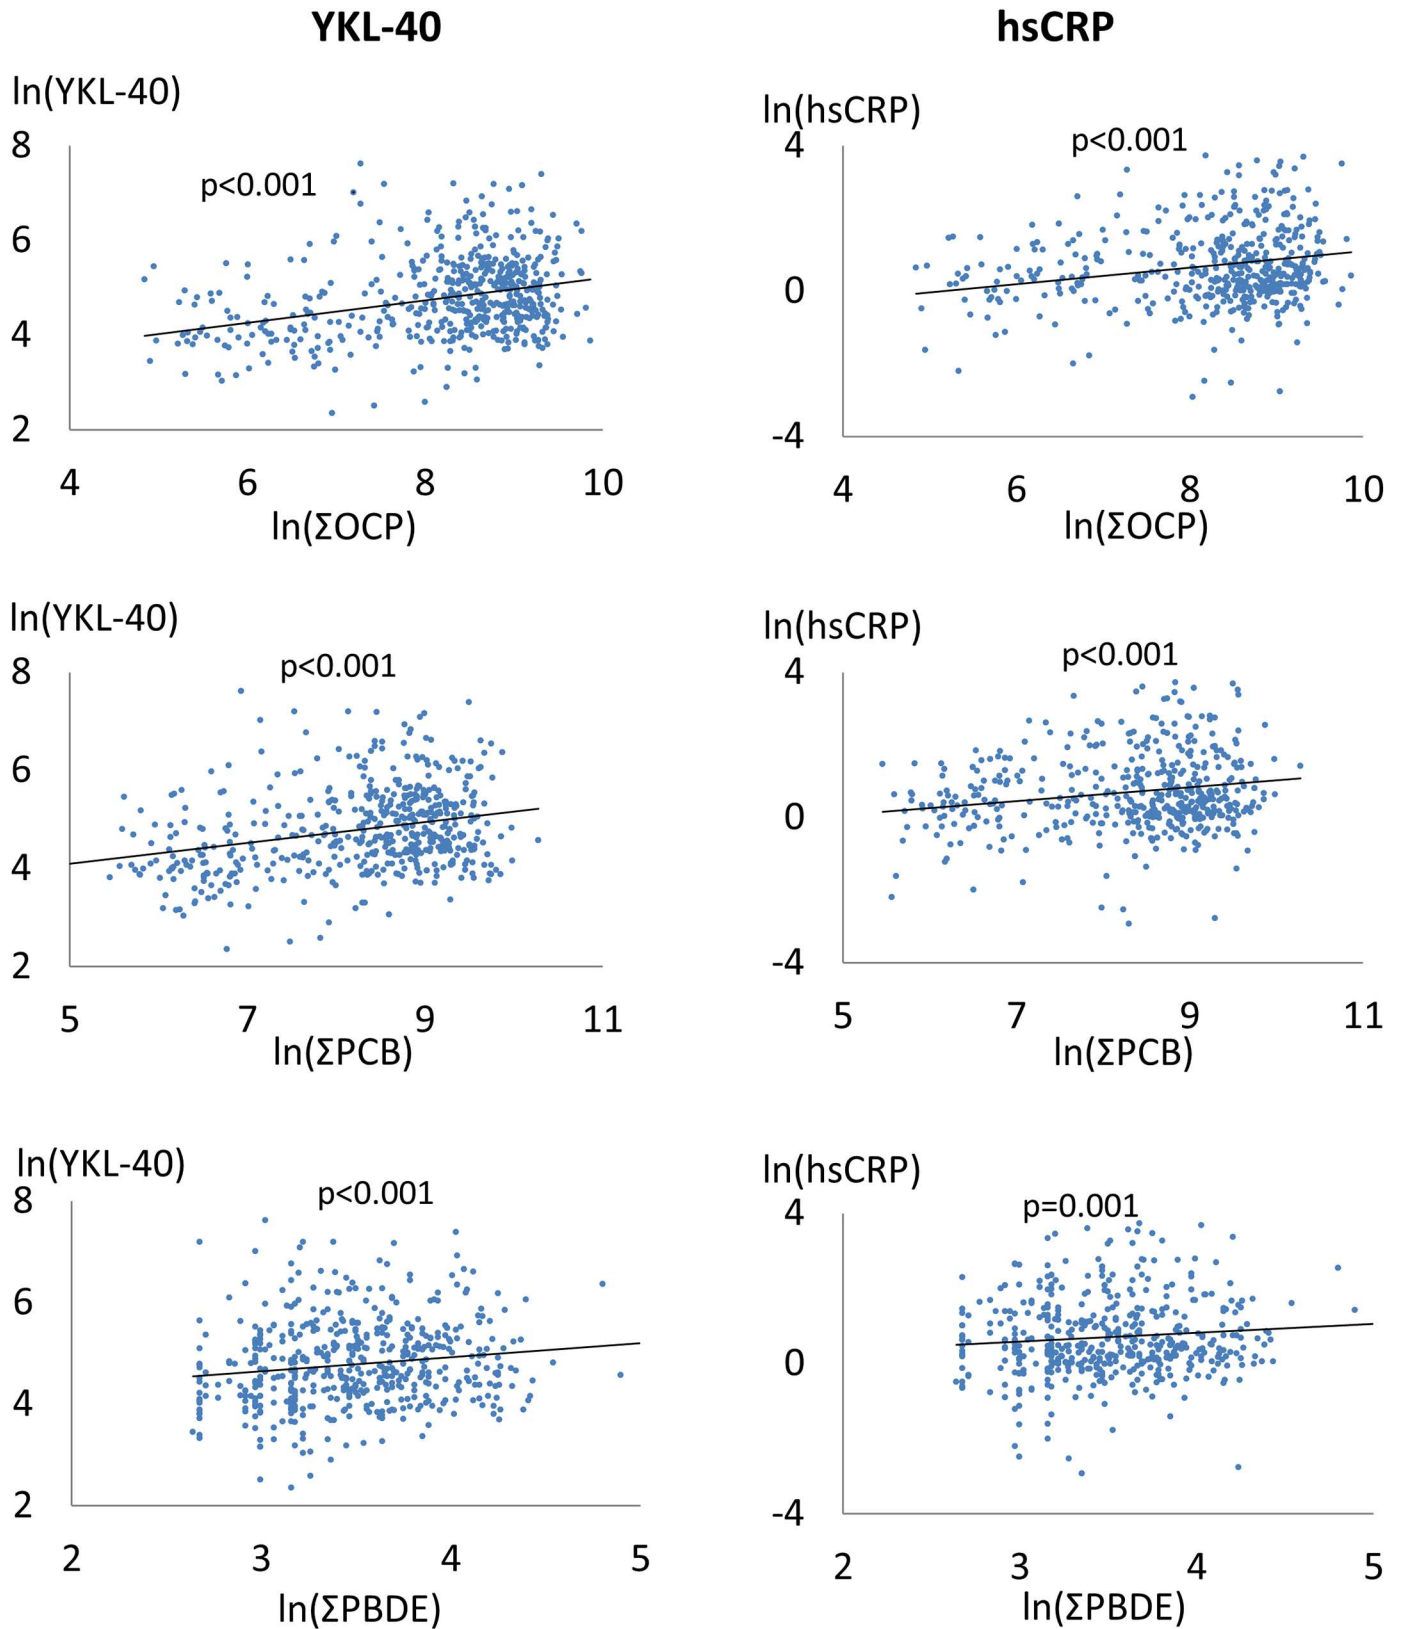 YKL-40
hsCRP
ln(YKL-40)
8
6
4
2
p<0.001
4 6 8 10
ln(ΣOCP)
ln(hsCRP)
4
0
-4
p<0.001
4 6 8 10
ln(ΣOCP)
ln(YKL-40)
8
6
4
2
p<0.001
5 7 9 11
ln(ΣPCB)
ln(hsCRP)
4
0
-4
p<0.001
5 7 9 11
ln(ΣPCB)
ln(YKL-40)
8
6
4
2
p<0.001
2 3 4 5
ln(ΣPBDE)
ln(hsCRP)
4
0
-4
p=0.001
2 3 4 5
ln(ΣPBDE)